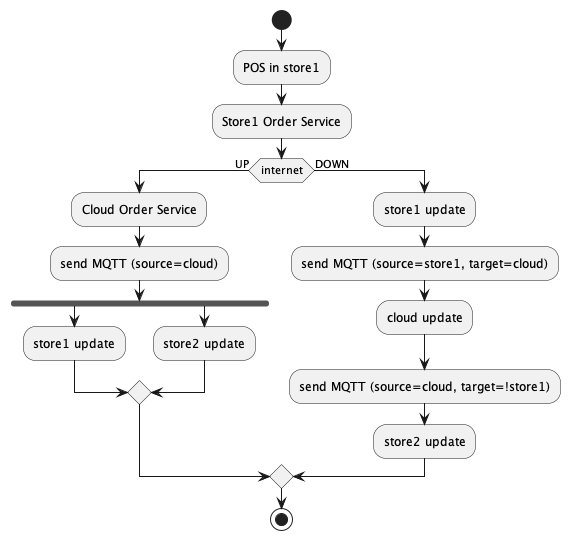 POS in store1
Store1 Order Service
internet
UP
DOWN
Cloud Order Service
send MQTT (source=cloud)
store1 update
store2 update
store1 update
send MQTT (source=store1, target=cloud)
cloud update
send MQTT (source=cloud, target=!store1)
store2 update